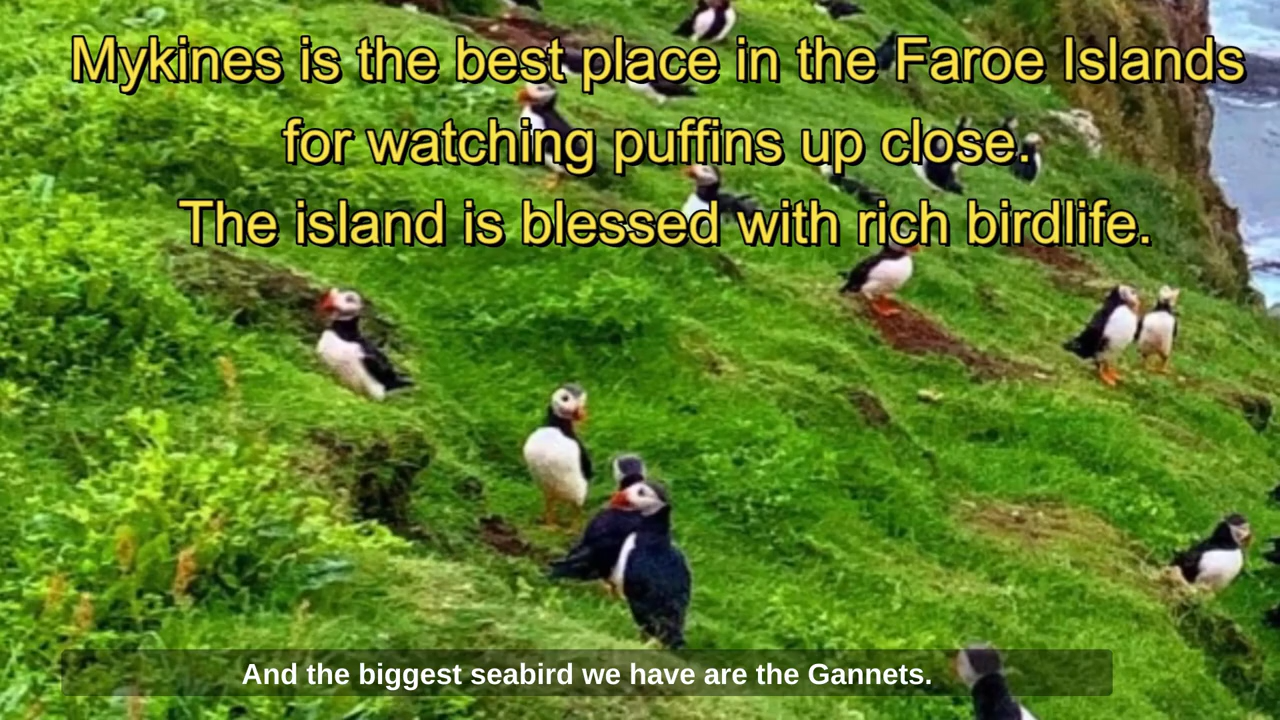 Mykines is the best place in the Faroe Islands
for watching puffins up close.
The island is blessed with rich birdlife.
And the biggest seabird we have are the Gannets.